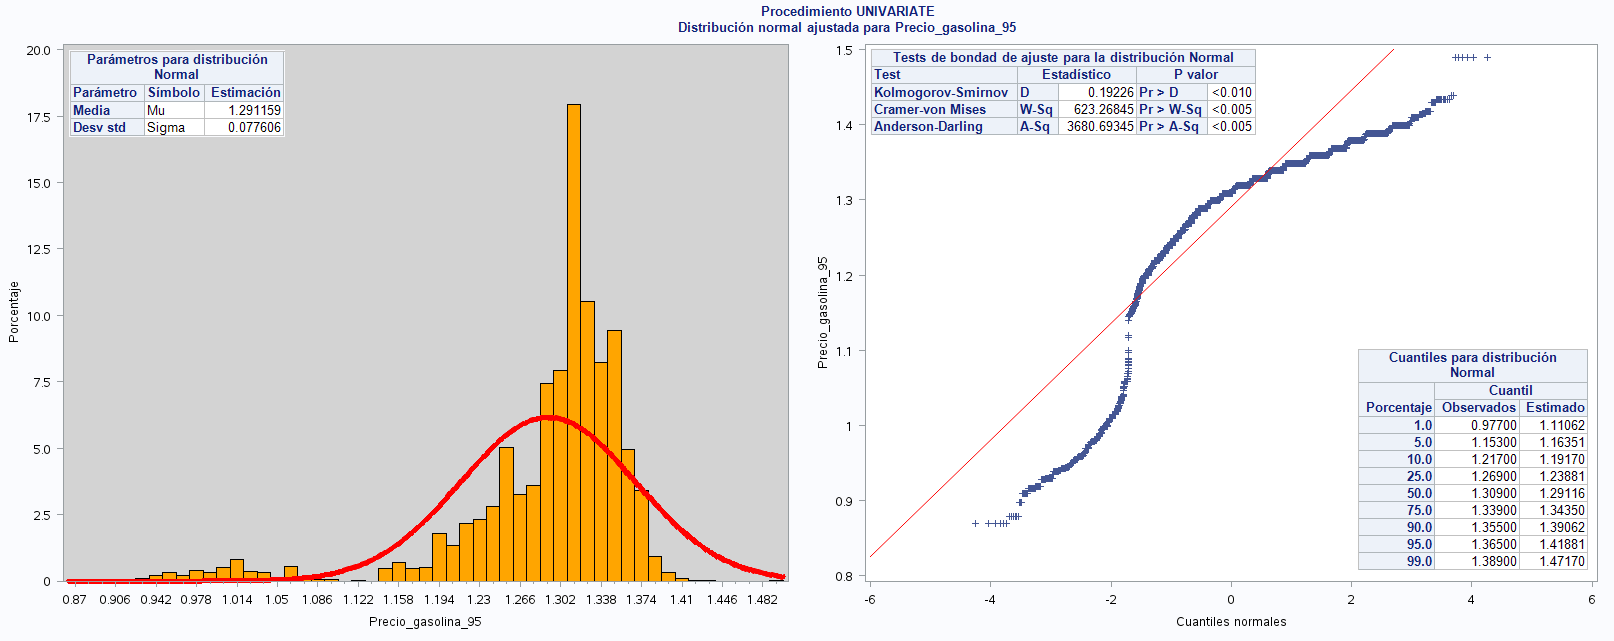 Procedimiento UNIVARIATE
Distribución normal ajustada para Precio_gasolina_95
20.0
17.5
15.0
12.5
10.0
7.5
5.0
2.5
0
Porcentaje
Parámetros para distribución
Normal
Parámetro Símbolo Estimación
Media Mu 1.291159
Desv std Sigma 0.077606
0.87 0.906 0.942 0.978 1.014 1.05 1.086 1.122 1.158 1.194 1.23 1.266 1.302 1.338 1.374 1.41 1.446 1.482
Precio_gasolina_95
1.5
1.4
1.3
1.2
1.1
1
0.9
0.8
Precio_gasolina_95
Tests de bondad de ajuste para la distribución Normal
Test Estadístico P valor
Kolmogorov-Smirnov D 0.19226 Pr > D <0.010
Cramer-von Mises W-Sq 623.26845 Pr > W-Sq <0.005
Anderson-Darling A-Sq 3680.69345 Pr > A-Sq <0.005
Cuantiles para distribución
Normal
Cuantil
Porcentaje Observados Estimado
1.0 0.97700 1.11062
5.0 1.15300 1.16351
10.0 1.21700 1.19170
25.0 1.26900 1.23881
50.0 1.30900 1.29116
75.0 1.33900 1.34350
90.0 1.35500 1.39062
95.0 1.36500 1.41881
99.0 1.38900 1.47170
-6 -4 -2 0 2 4 6
Cuantiles normales